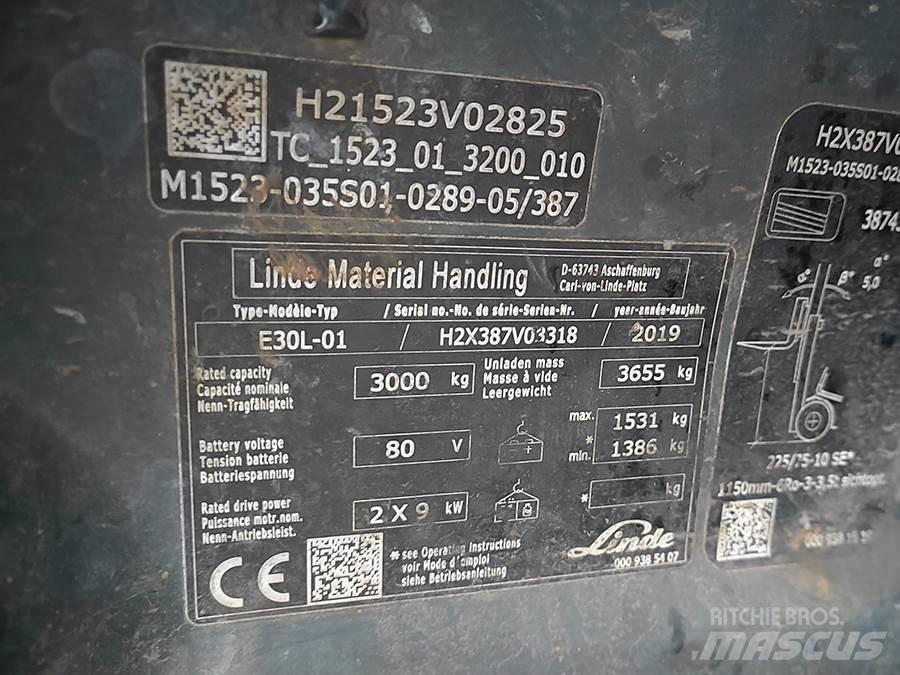 H21523V02825
TC_1523_01_3200_010
M1523-035S01-0289-05/387
Linde Material Handling
D-63743 Aschaffenburg
Carl-von-Linde-Platz
Type-Modèle-Typ / Serial no.-No. de série-Serien-Nr. / year-année-Baujahr
E30L-01 / H2X387V03318 / 2019
Rated capacity
Capacité nominale
Nenn-Tragfähigkeit
3000 kg
Unladen mass
Masse à vide
Leergewicht
3655 kg
Battery voltage
Tension batterie
Batteriespannung
80 V
max. 1531 kg
* min. 1386 kg
Rated drive power
Puissance motr.nom.
Nenn-Antriebsleist.
2 X 9 kW
* kg
CE
* see Operating Instructions
voir Mode d'emploi
siehe Betriebsanleitung
Linde
000 938 54 07
H2X387V0
M1523-035S01-028
3874
α° β° α°
5,0
225/75-10 SE*
RITCHIE BROS.
MASCUS